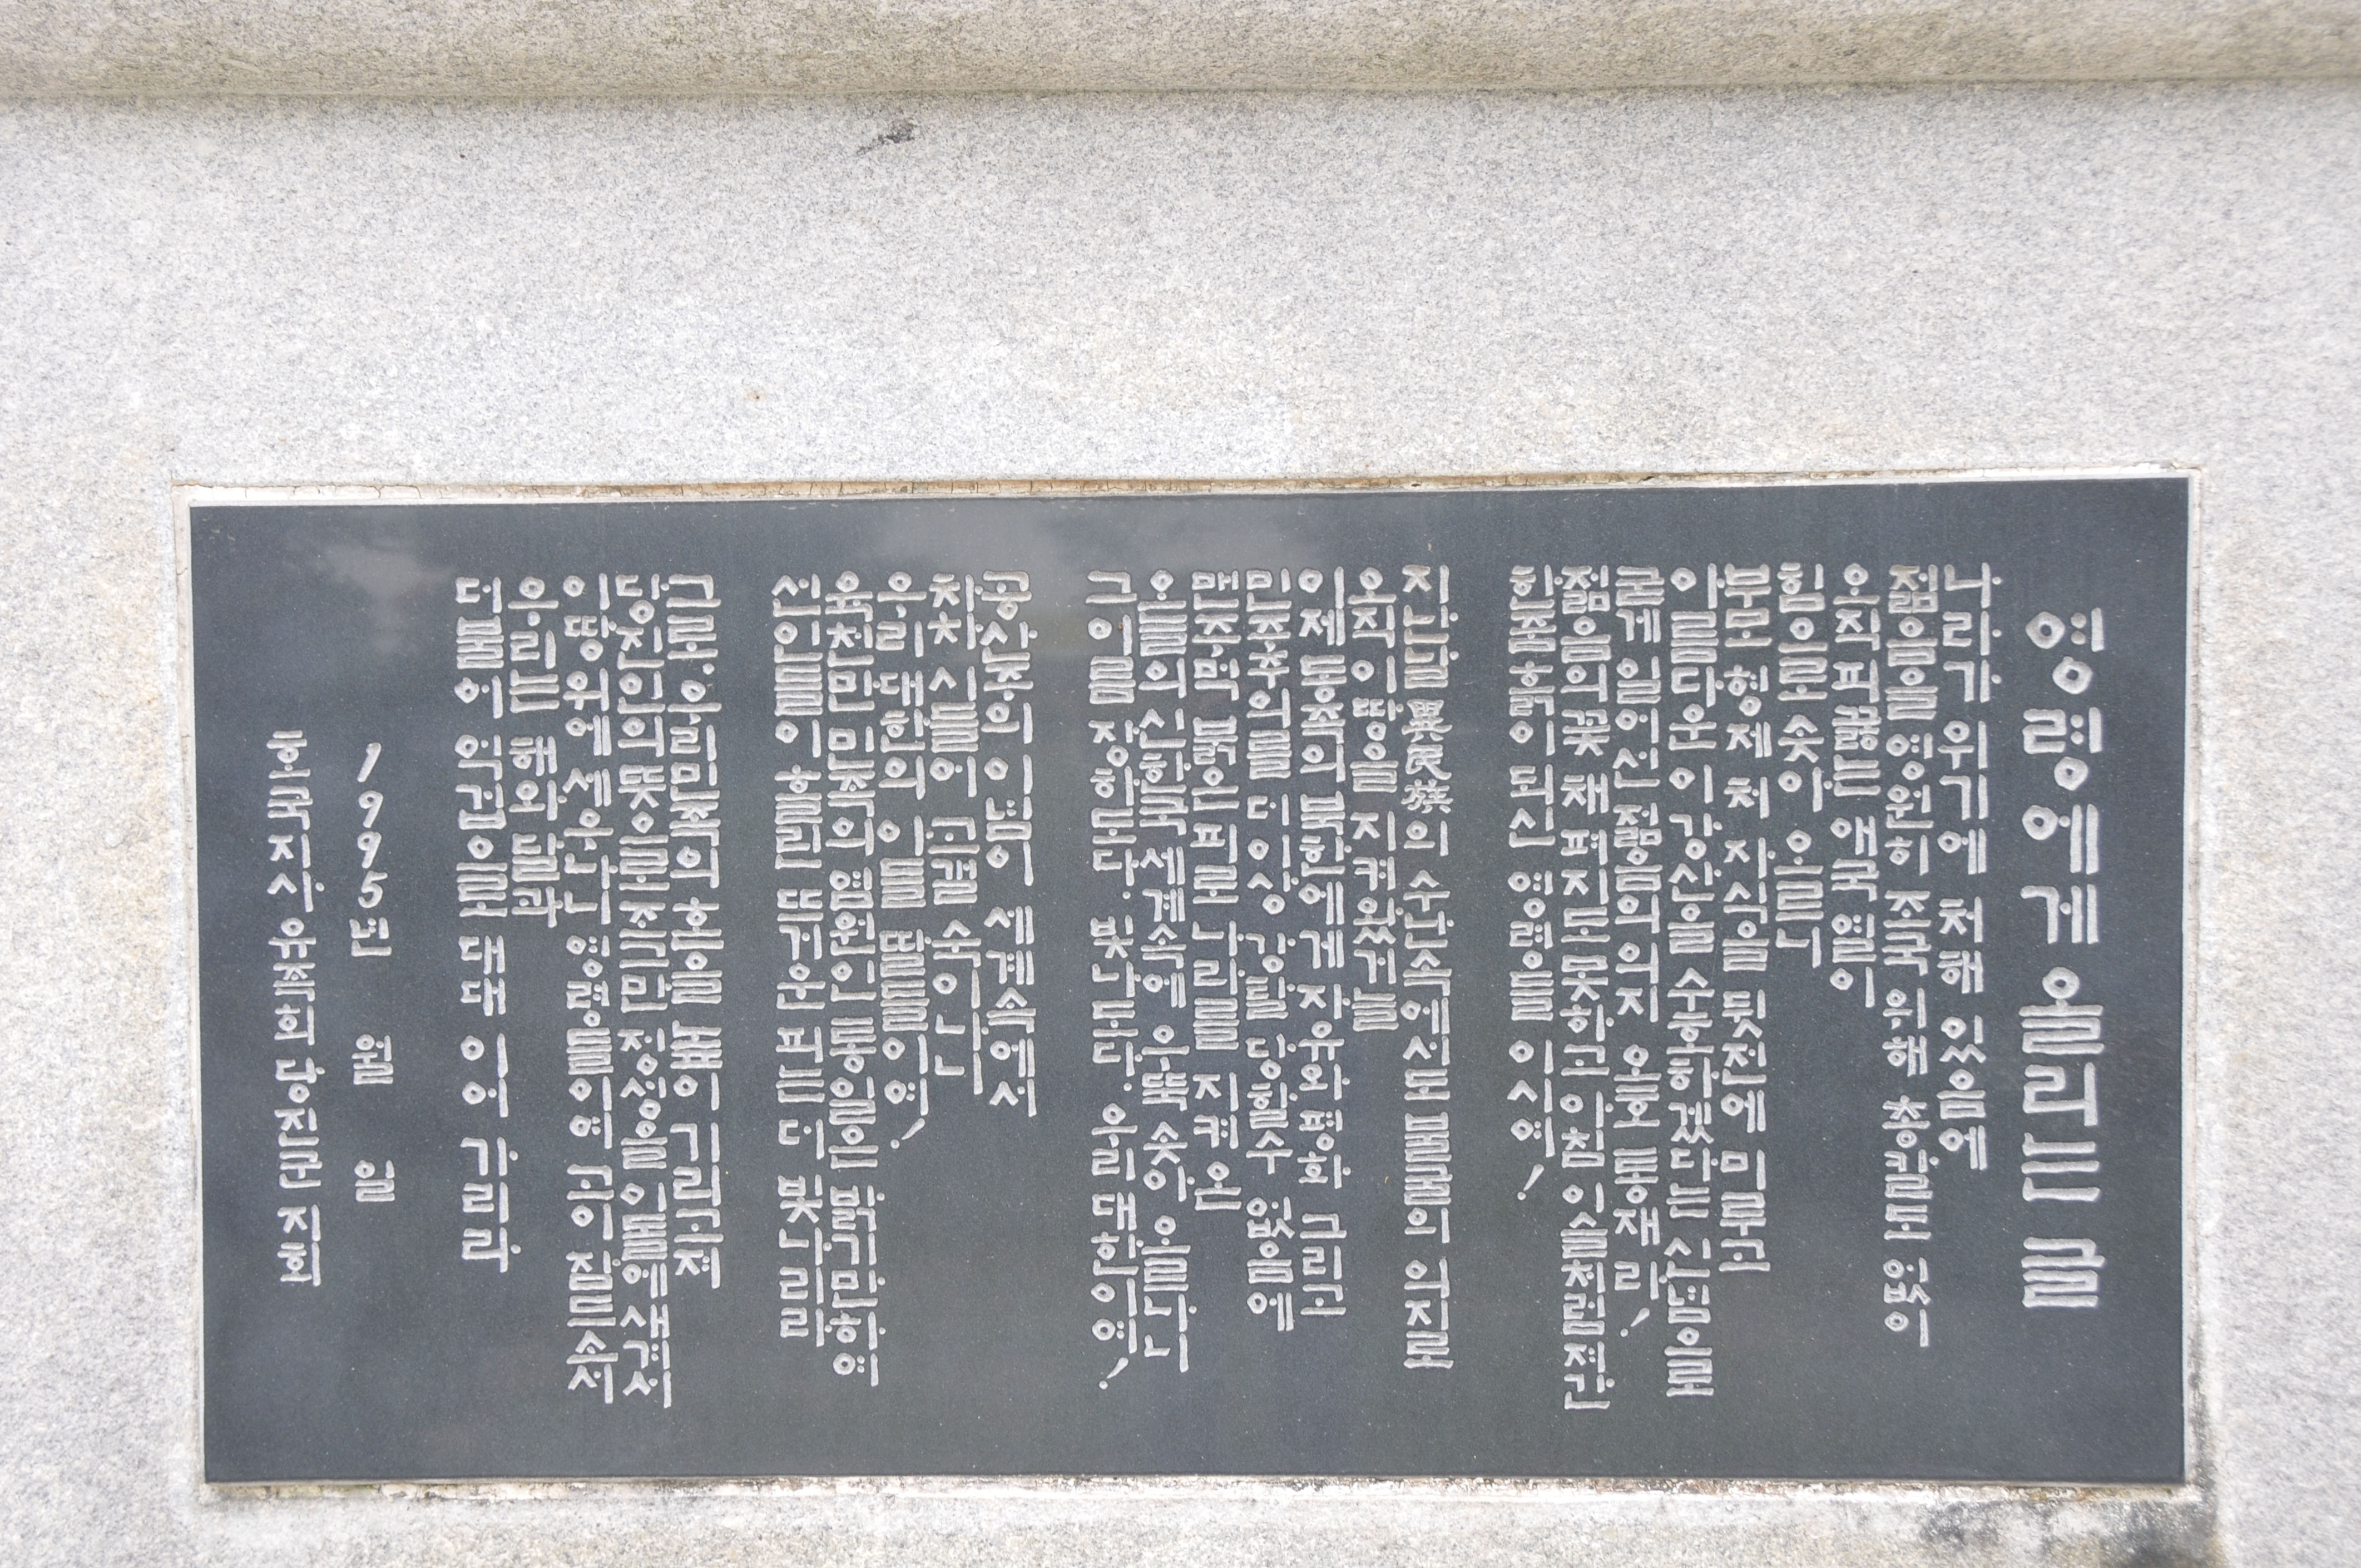 영령에게 올리는 글
나라가 위기에 처해 있음에
젊음을 영원히 조국 위해 총칼도 없이
오직 피끓는 애국 일이
힘으로 솟아 오르니
부모 형제 처 자식을 뒷전에 미루고
아름다운 이 강산을 수호하겠다는 신념으로
굳게 일어선 젊음의 의지 오호 통재 라!
젊음의 꽃 채 펴지도 못하고 아침 이슬처럼 져간
한줌 흙이 되신 영령들 이시여!
지난날 異民族의 수난속에선도 불굴의 의지로
오직 이 땅을 지켜왔거늘
이제 동족의 북한에게 자유와 평화 그리고
민주주의를 더이상 강탈 당할수 없음에
맨주먹 붉은피로 나라를 지켜 온
오늘의 신한국 세계속에 우뚝 솟아 올라나니
그이름 장하도다. 빛나도다. 우리 대한이여!
공산주의 이념이 세계속에서
차차 시들어 고갤 숙이나니
우리 대한의 아들 딸들이여!
육천만 민족의 염원인 통일은 밝기만하여
선인들이 흘린 뜨거운 피는 더 빛나리라
그로, 우리민족의 혼을 높이 기리고져
당진인의 뜻으로 조그만 정성을 이돌에 새겨서
이땅위에 세우나니 영령들이여 고이 잠드소서
우리는 해와 달과
더불어 억겁으로 대대 이어 가리라
1995년 월 일
호국지사 유족회 당진군 지회